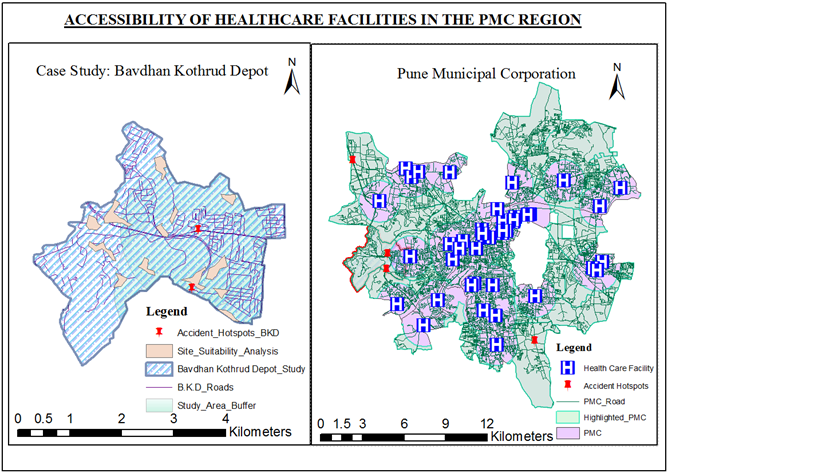 ACCESSIBILITY OF HEALTHCARE FACILITIES IN THE PMC REGION
Case Study: Bavdhan Kothrud Depot
N
Legend
Accident_Hotspots_BKD
Site_Suitability_Analysis
Bavdhan Kothrud Depot_Study
B.K.D_Roads
Study_Area_Buffer
0 0.5 1 2 3 4
Kilometers
Pune Municipal Corporation
N
H H H H H H H H H H H H H H H H H H H H H H H H H H H H H H H H H H H H
Legend
H Health Care Facility
Accident Hotspots
PMC_Road
Highlighted_PMC
PMC
0 1.5 3 6 9 12
Kilometers